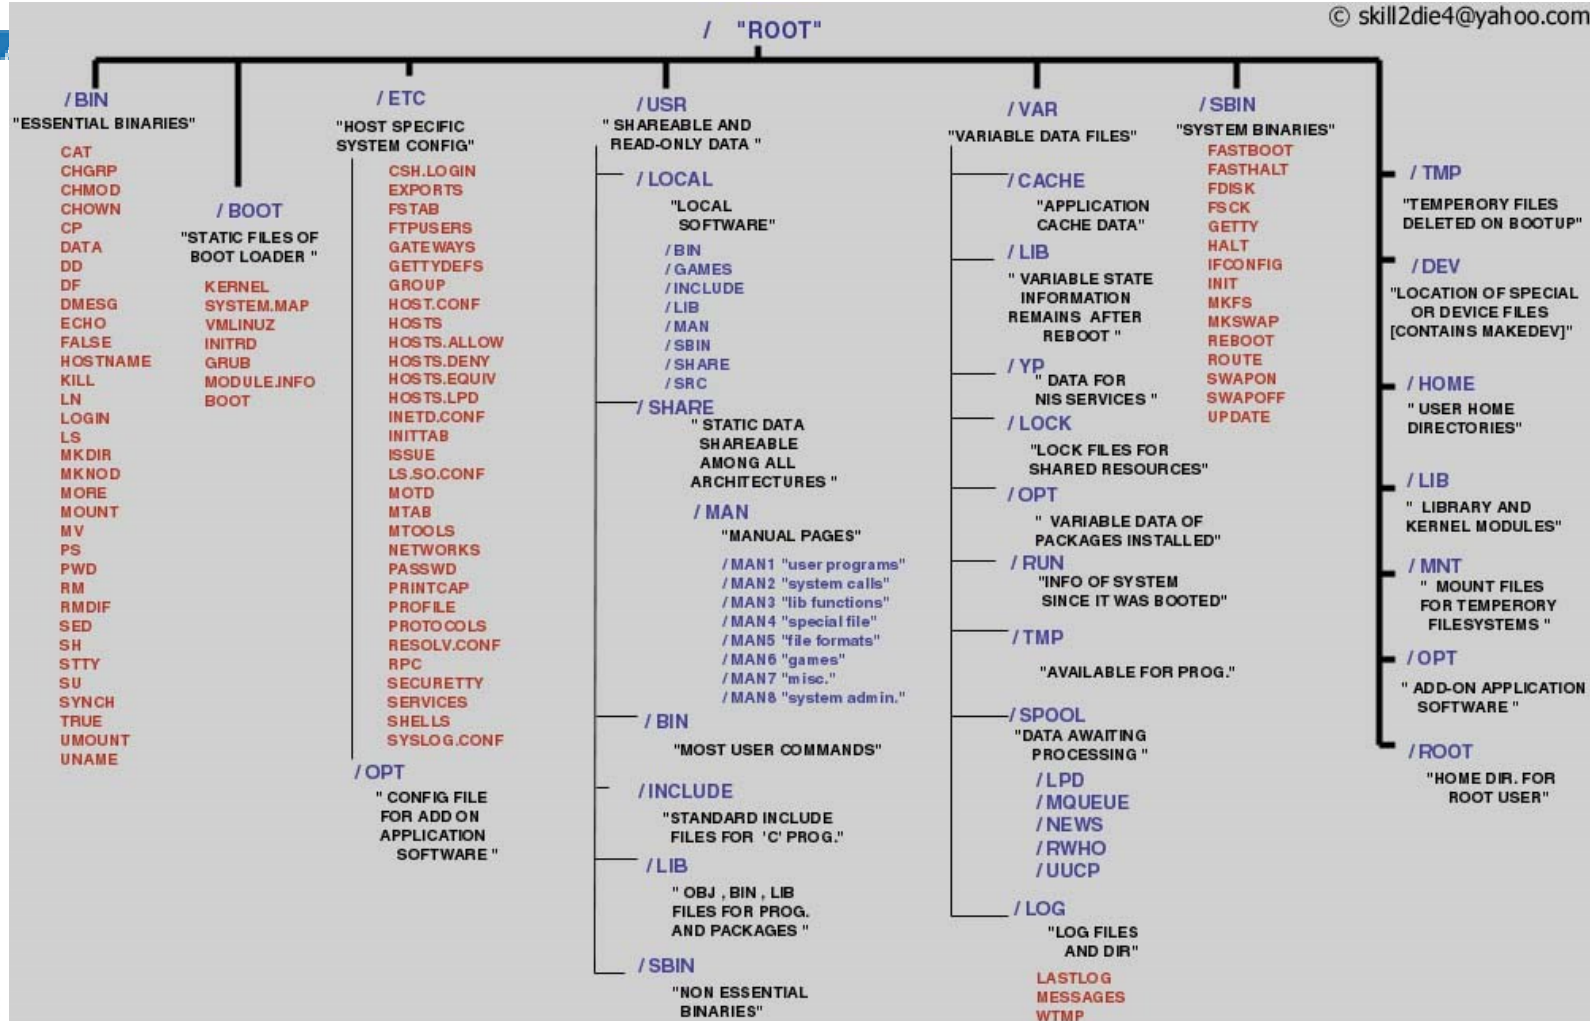 © skill2die4@yahoo.com
/ "ROOT"
/BIN
"ESSENTIAL BINARIES"
CAT
CHGRP
CHMOD
CHOWN
CP
DATA
DD
DF
DMESG
ECHO
FALSE
HOSTNAME
KILL
LN
LOGIN
LS
MKDIR
MKNOD
MORE
MOUNT
MV
PS
PWD
RM
RMDIF
SED
SH
STTY
SU
SYNCH
TRUE
UMOUNT
UNAME
/BOOT
"STATIC FILES OF
BOOT LOADER "
KERNEL
SYSTEM.MAP
VMLINUZ
INITRD
GRUB
MODULE.INFO
BOOT
/ETC
"HOST SPECIFIC
SYSTEM CONFIG"
CSH.LOGIN
EXPORTS
FSTAB
FTPUSERS
GATEWAYS
GETTYDEFS
GROUP
HOST.CONF
HOSTS
HOSTS.ALLOW
HOSTS.DENY
HOSTS.EQUIV
HOSTS.LPD
INETD.CONF
INITTAB
ISSUE
LS.SO.CONF
MOTD
MTAB
MTOOLS
NETWORKS
PASSWD
PRINTCAP
PROFILE
PROTOCOLS
RESOLV.CONF
RPC
SECURETTY
SERVICES
SHELLS
SYSLOG.CONF
/OPT
" CONFIG FILE
FOR ADD ON
APPLICATION
SOFTWARE "
/USR
" SHAREABLE AND
READ-ONLY DATA "
/LOCAL
"LOCAL
SOFTWARE"
/BIN
/GAMES
/INCLUDE
/LIB
/MAN
/SBIN
/SHARE
/SRC
/SHARE
" STATIC DATA
SHAREABLE
AMONG ALL
ARCHITECTURES "
/MAN
"MANUAL PAGES"
/MAN1 "user programs"
/MAN2 "system calls"
/MAN3 "lib functions"
/MAN4 "special file"
/MAN5 "file formats"
/MAN6 "games"
/MAN7 "misc."
/MAN8 "system admin."
/BIN
"MOST USER COMMANDS"
/INCLUDE
"STANDARD INCLUDE
FILES FOR 'C' PROG."
/LIB
" OBJ , BIN , LIB
FILES FOR PROG.
AND PACKAGES "
/SBIN
"NON ESSENTIAL
BINARIES"
/VAR
"VARIABLE DATA FILES"
/CACHE
"APPLICATION
CACHE DATA"
/LIB
" VARIABLE STATE
INFORMATION
REMAINS AFTER
REBOOT "
/YP
" DATA FOR
NIS SERVICES "
/LOCK
"LOCK FILES FOR
SHARED RESOURCES"
/OPT
" VARIABLE DATA OF
PACKAGES INSTALLED"
/RUN
"INFO OF SYSTEM
SINCE IT WAS BOOTED"
/TMP
"AVAILABLE FOR PROG."
/SPOOL
"DATA AWAITING
PROCESSING "
/LPD
/MQUEUE
/NEWS
/RWHO
/UUCP
/LOG
"LOG FILES
AND DIR"
LASTLOG
MESSAGES
WTMP
/SBIN
"SYSTEM BINARIES"
FASTBOOT
FASTHALT
FDISK
FSCK
GETTY
HALT
IFCONFIG
INIT
MKFS
MKSWAP
REBOOT
ROUTE
SWAPON
SWAPOFF
UPDATE
/TMP
"TEMPERORY FILES
DELETED ON BOOTUP"
/DEV
"LOCATION OF SPECIAL
OR DEVICE FILES
[CONTAINS MAKEDEV]"
/HOME
" USER HOME
DIRECTORIES"
/LIB
" LIBRARY AND
KERNEL MODULES"
/MNT
" MOUNT FILES
FOR TEMPERORY
FILESYSTEMS "
/OPT
" ADD-ON APPLICATION
SOFTWARE "
/ROOT
"HOME DIR. FOR
ROOT USER"